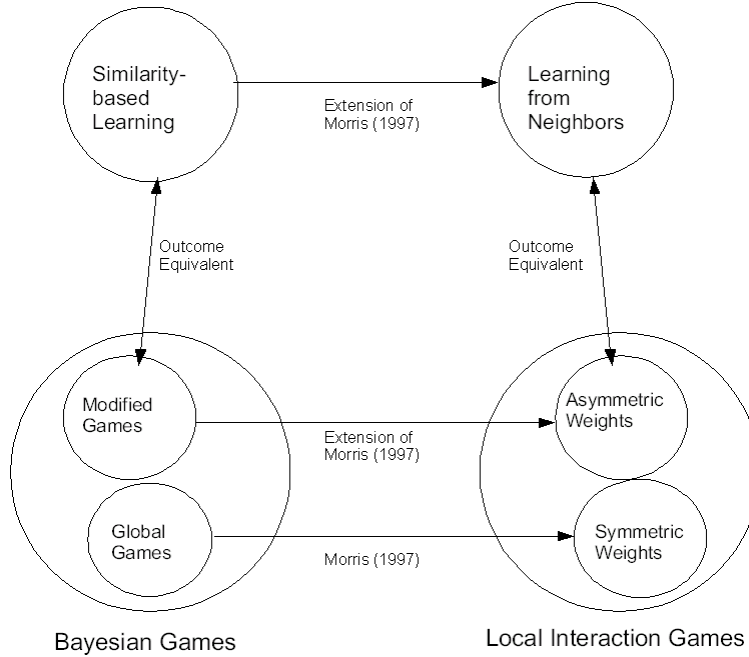 Similarity-
based
Learning
Extension of
Morris (1997)
Learning
from
Neighbors
Outcome
Equivalent
Outcome
Equivalent
Modified
Games
Extension of
Morris (1997)
Asymmetric
Weights
Global
Games
Morris (1997)
Symmetric
Weights
Bayesian Games
Local Interaction Games